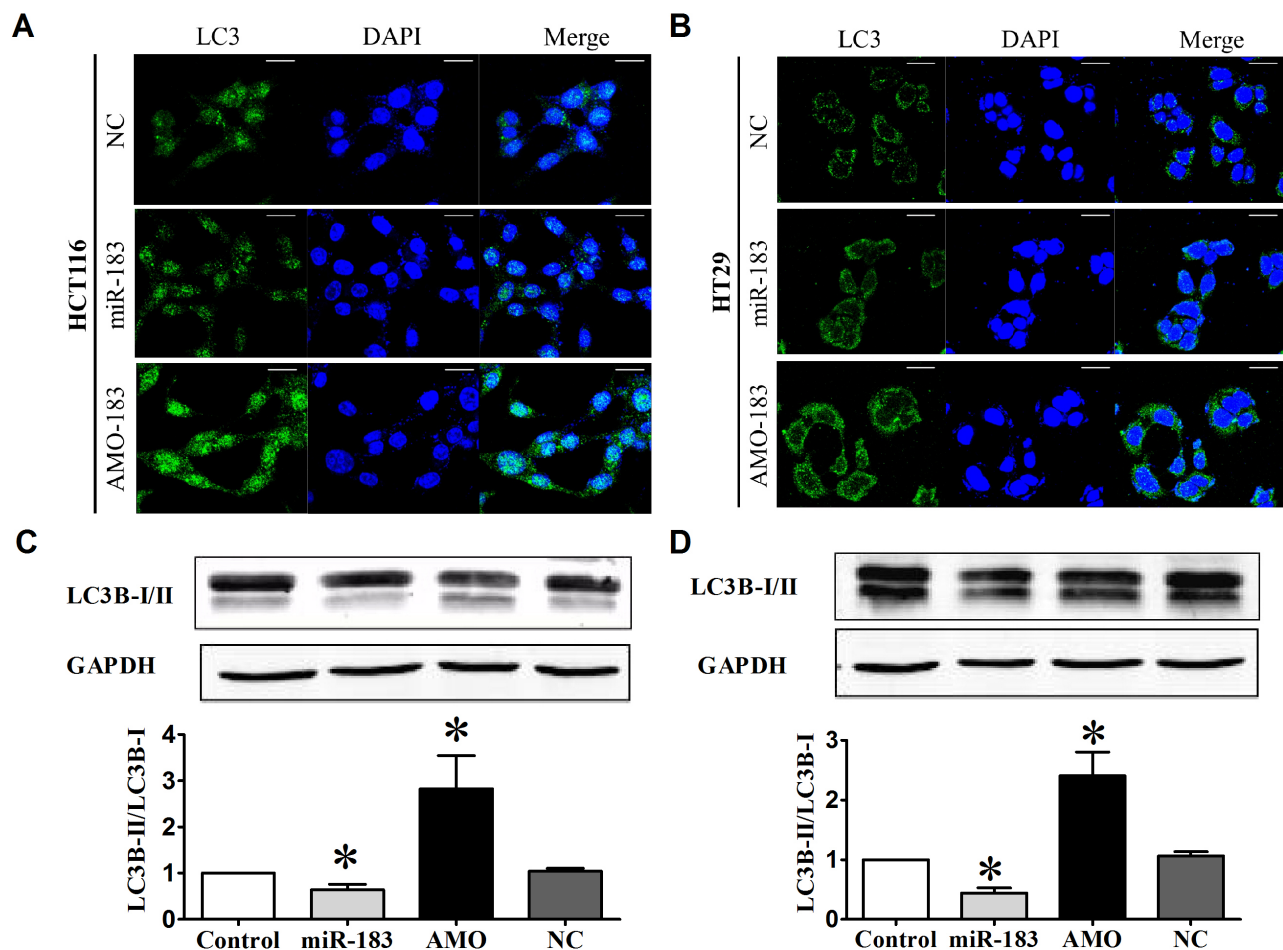 A
LC3 DAPI Merge
HCT116
NC
miR-183
AMO-183
B
LC3 DAPI Merge
HT29
NC
miR-183
AMO-183
C
LC3B-I/II
GAPDH
LC3B-II/LC3B-I
4
3
2
1
0
*
*
Control miR-183 AMO NC
D
LC3B-I/II
GAPDH
LC3B-II/LC3B-I
3
2
1
0
*
*
Control miR-183 AMO NC